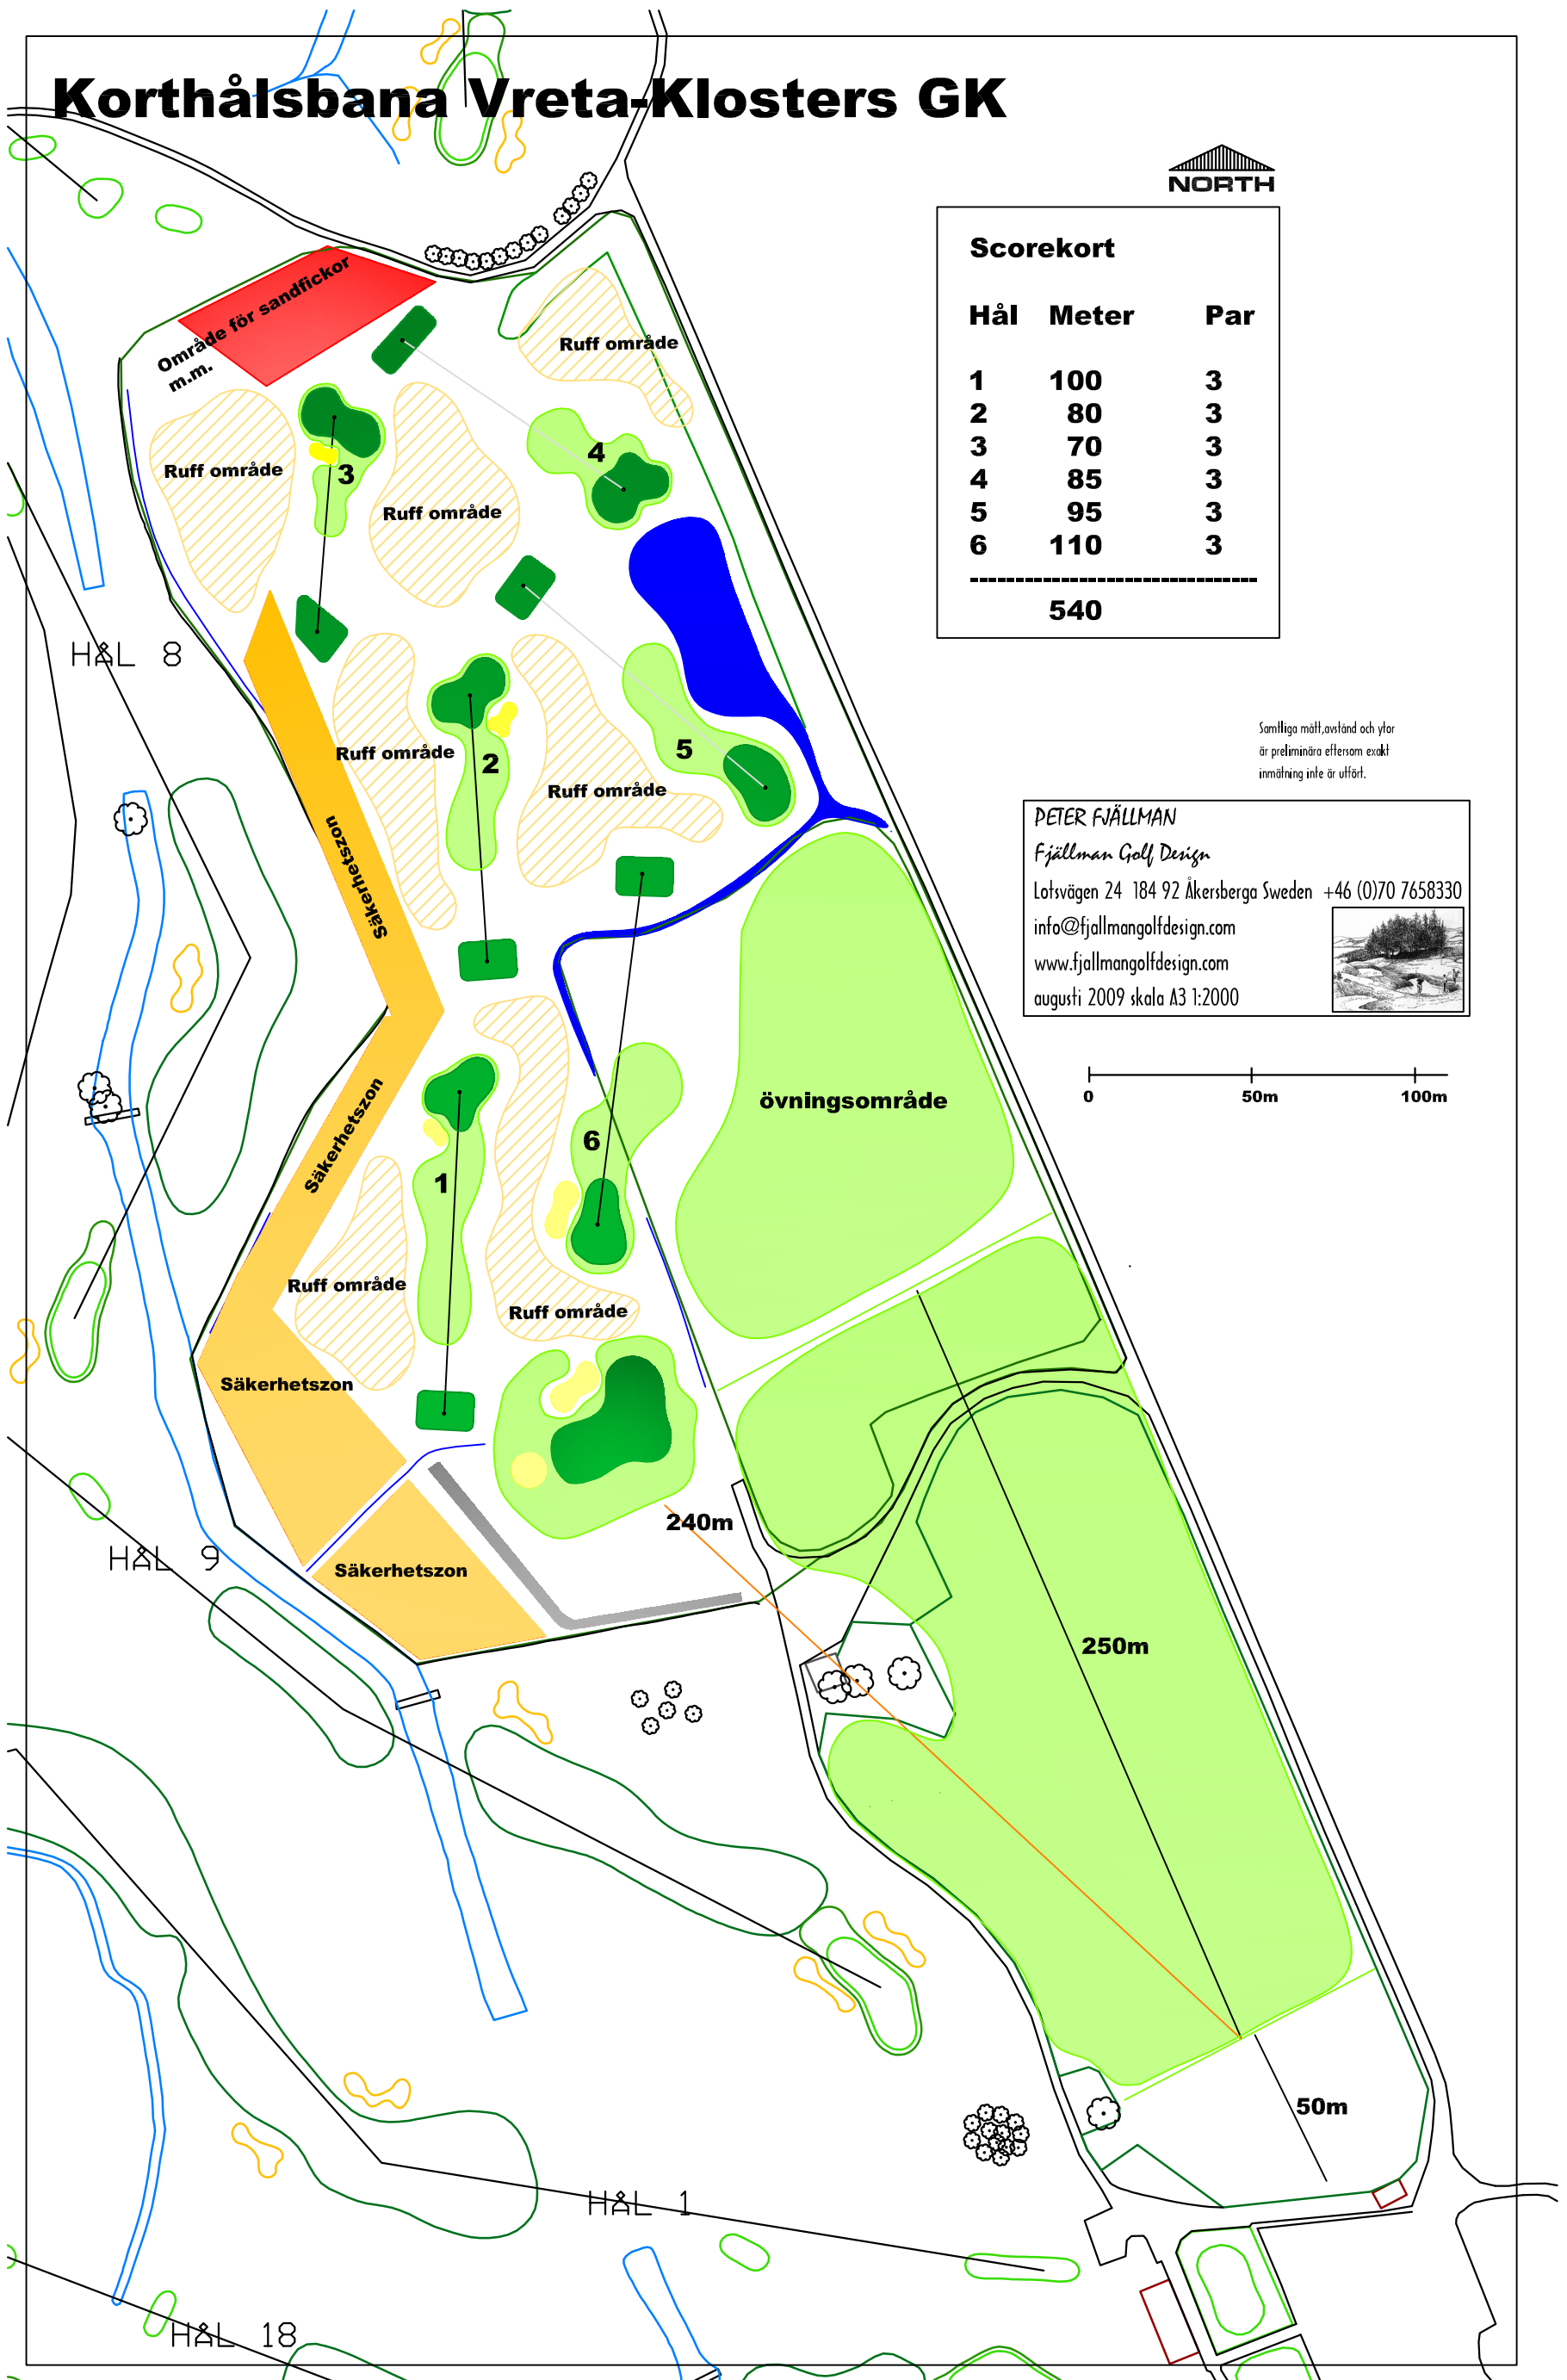 Korthålsbana Vreta-Klosters GK
NORTH
Scorekort
Hål Meter Par
1 100 3
2 80 3
3 70 3
4 85 3
5 95 3
6 110 3
--------------------------------
540
Område för sandfickor
m.m.
Ruff område
Ruff område
3
Ruff område
4
HÅL 8
Ruff område
2
5
Ruff område
Säkerhetszon
Samtliga mått,avstånd och ytor
är preliminära eftersom exakt
inmätning inte är utfört.
PETER FJÄLLMAN
Fjällman Golf Design
Lotsvägen 24 184 92 Åkersberga Sweden +46 (0)70 7658330
info@fjallmangolfdesign.com
www.fjallmangolfdesign.com
augusti 2009 skala A3 1:2000
0 50m 100m
övningsområde
Säkerhetszon
6
1
Ruff område
Ruff område
Säkerhetszon
240m
HÅL 9
Säkerhetszon
250m
50m
HÅL 1
HÅL 18